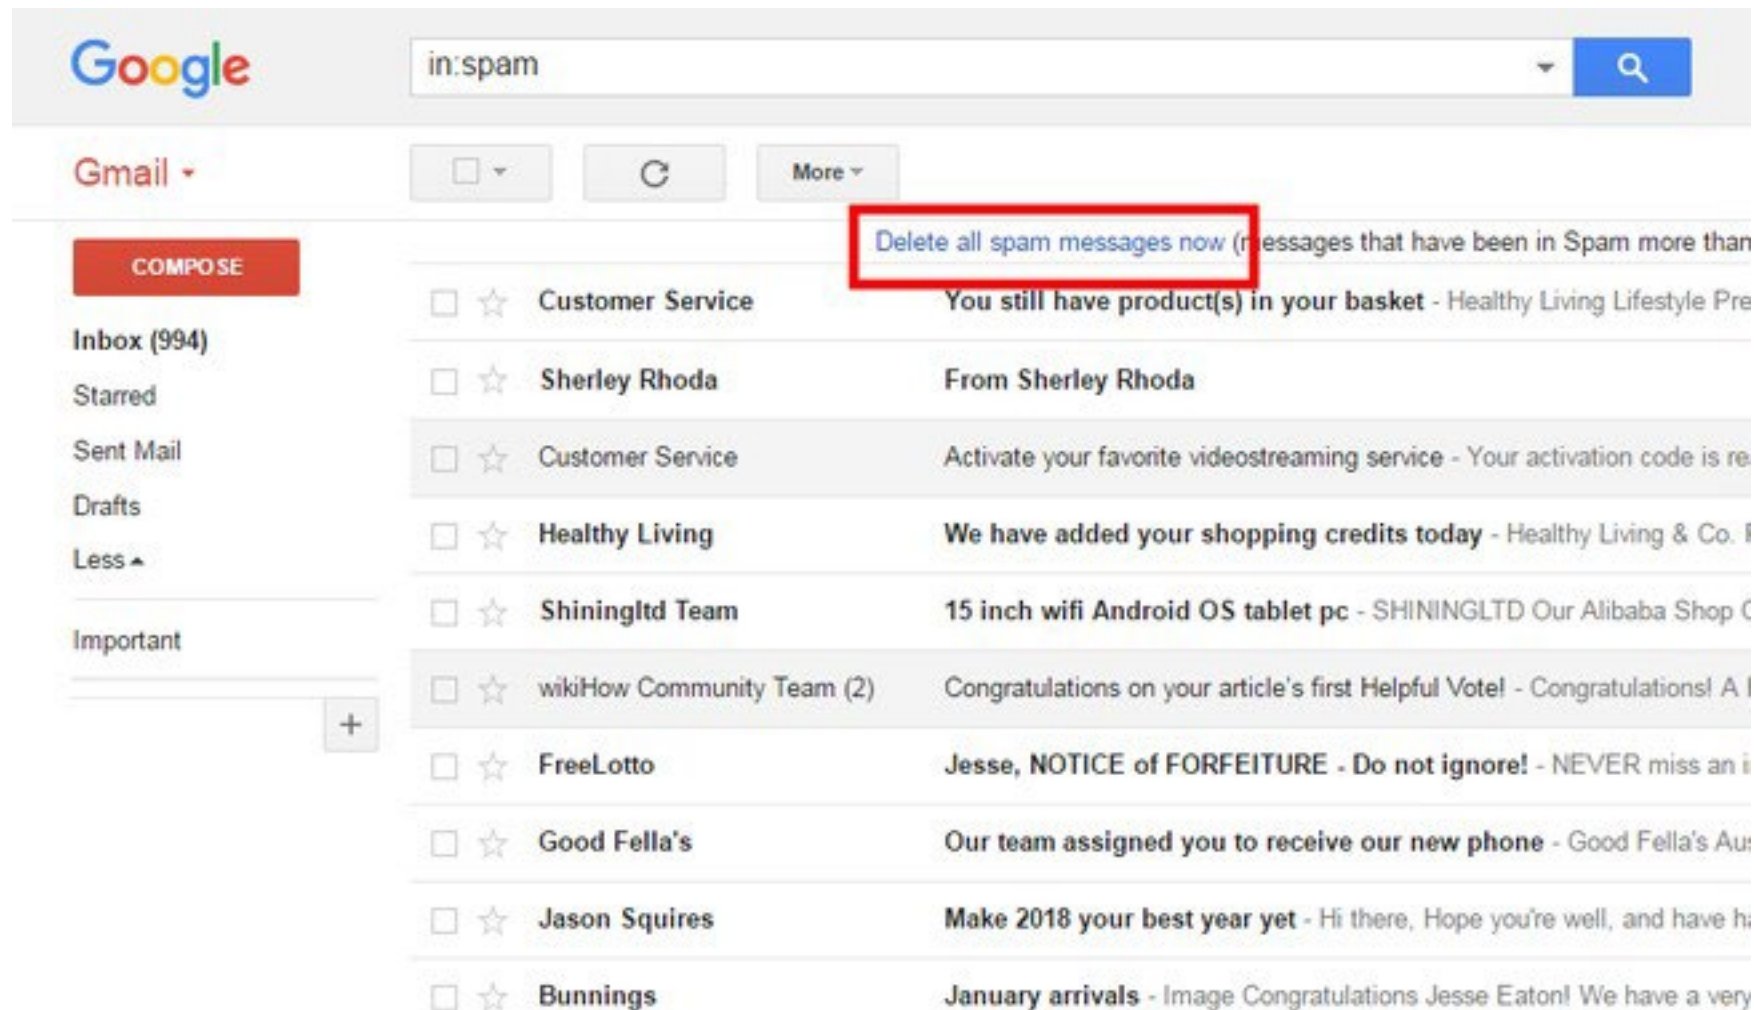 Google
in:spam
Gmail
More
Delete all spam messages now (messages that have been in Spam more than
COMPOSE
Inbox (994)
Starred
Sent Mail
Drafts
Less
Important
Customer Service You still have product(s) in your basket - Healthy Living Lifestyle Pre
Sherley Rhoda From Sherley Rhoda
Customer Service Activate your favorite videostreaming service - Your activation code is re
Healthy Living We have added your shopping credits today - Healthy Living & Co.
Shiningltd Team 15 inch wifi Android OS tablet pc - SHININGLTD Our Alibaba Shop
wikiHow Community Team (2) Congratulations on your article's first Helpful Vote! - Congratulations! A
FreeLotto Jesse, NOTICE of FORFEITURE - Do not ignore! - NEVER miss an
Good Fella's Our team assigned you to receive our new phone - Good Fella's Aus
Jason Squires Make 2018 your best year yet - Hi there, Hope you're well, and have ha
Bunnings January arrivals - Image Congratulations Jesse Eaton! We have a very